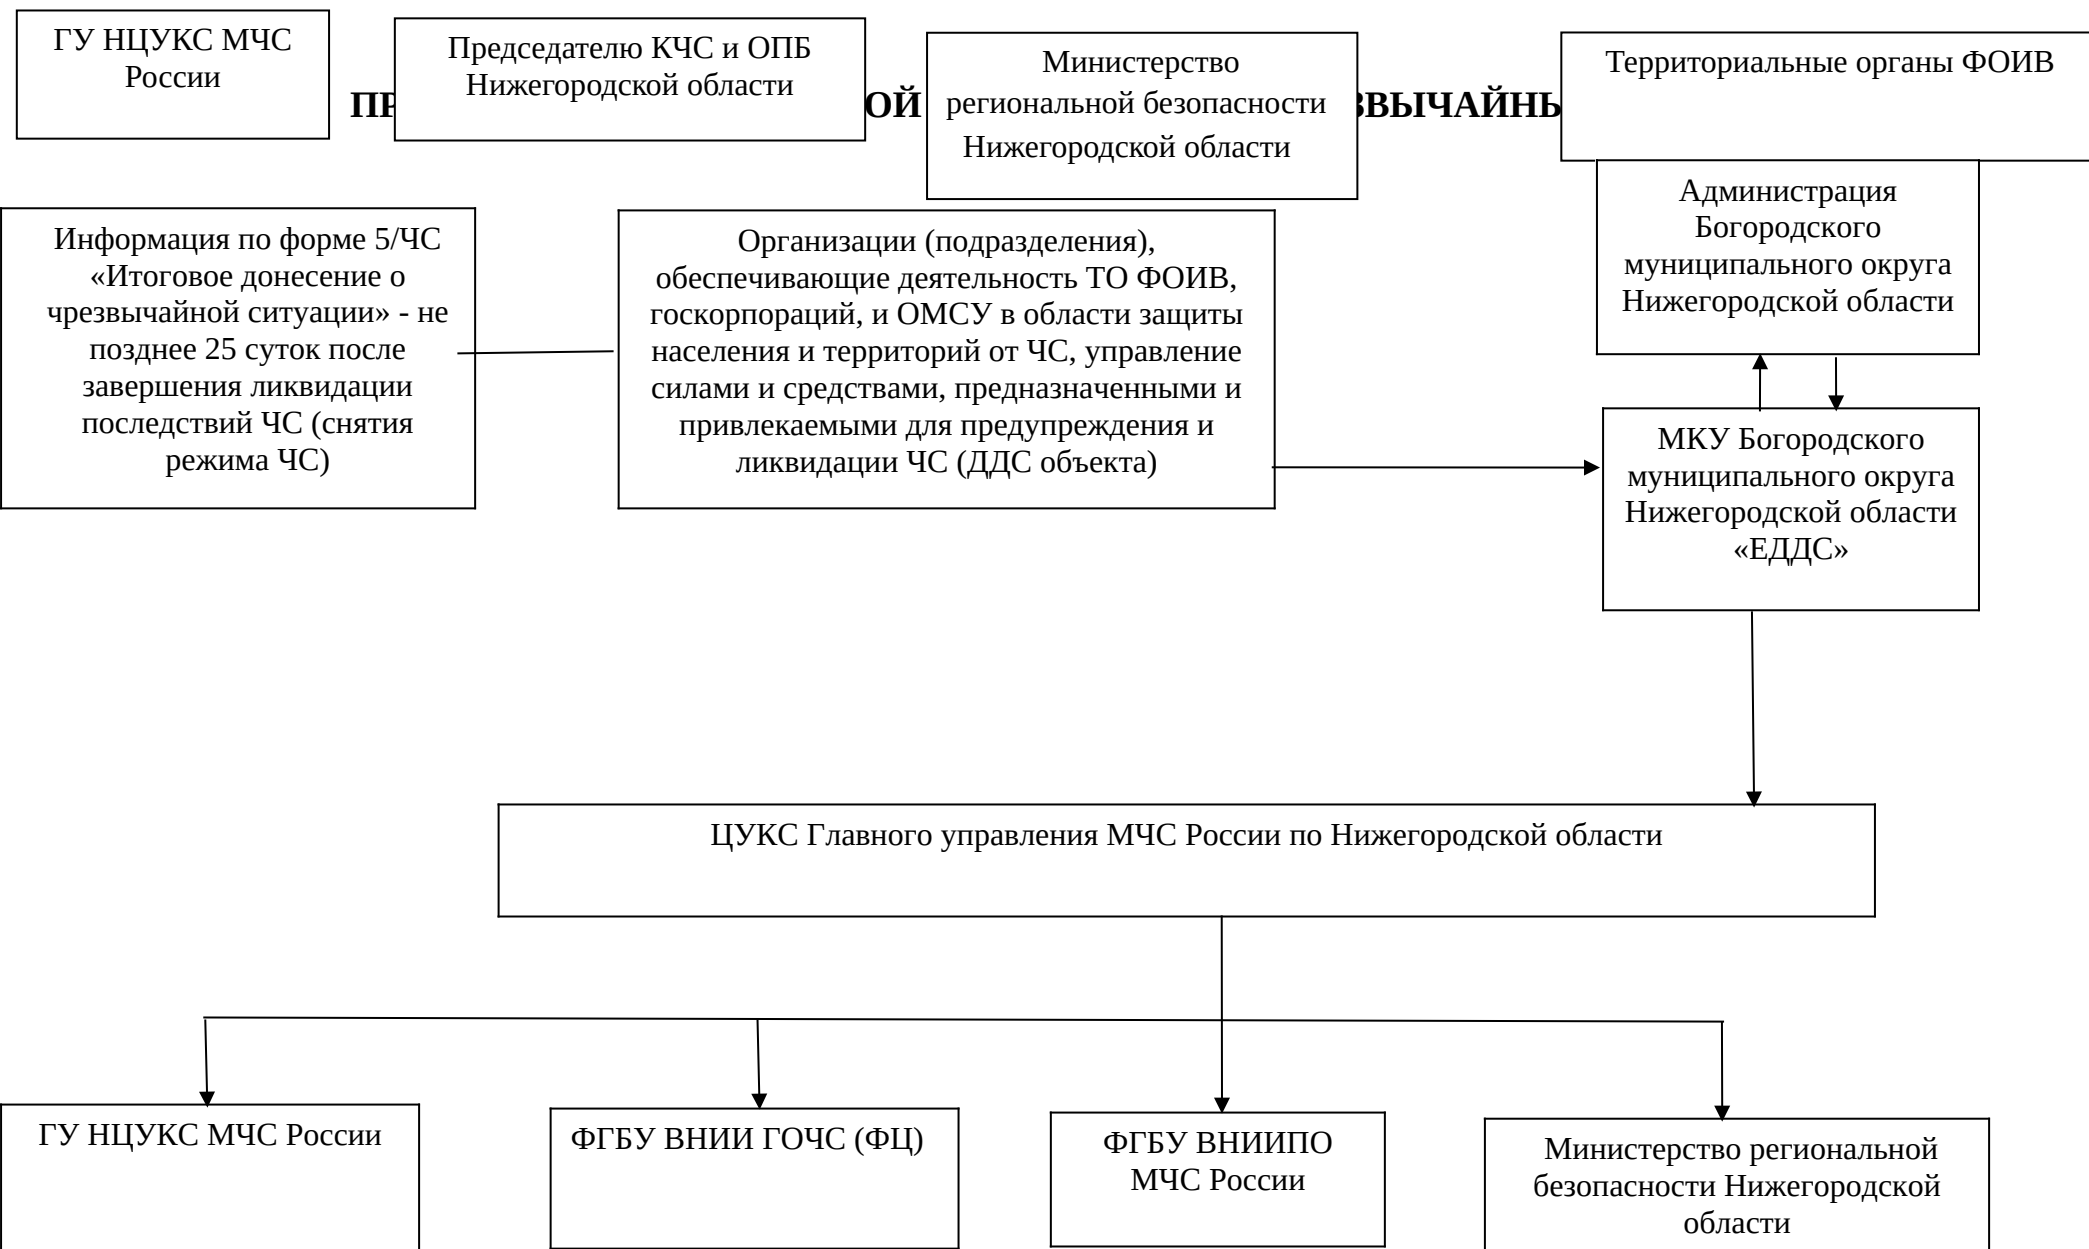 ГУ НЦУКС МЧС
России
Председателю КЧС и ОПБ
Нижегородской области
Министерство
региональной безопасности
Нижегородской области
Территориальные органы ФОИВ
Администрация
Богородского
муниципального округа
Нижегородской области
Информация по форме 5/ЧС
«Итоговое донесение о
чрезвычайной ситуации» - не
позднее 25 суток после
завершения ликвидации
последствий ЧС (снятия
режима ЧС)
Организации (подразделения),
обеспечивающие деятельность ТО ФОИВ,
госкорпораций, и ОМСУ в области защиты
населения и территорий от ЧС, управление
силами и средствами, предназначенными и
привлекаемыми для предупреждения и
ликвидации ЧС (ДДС объекта)
МКУ Богородского
муниципального округа
Нижегородской области
«ЕДДС»
ЦУКС Главного управления МЧС России по Нижегородской области
ГУ НЦУКС МЧС России
ФГБУ ВНИИ ГОЧС (ФЦ)
ФГБУ ВНИИПО
МЧС России
Министерство региональной
безопасности Нижегородской
области